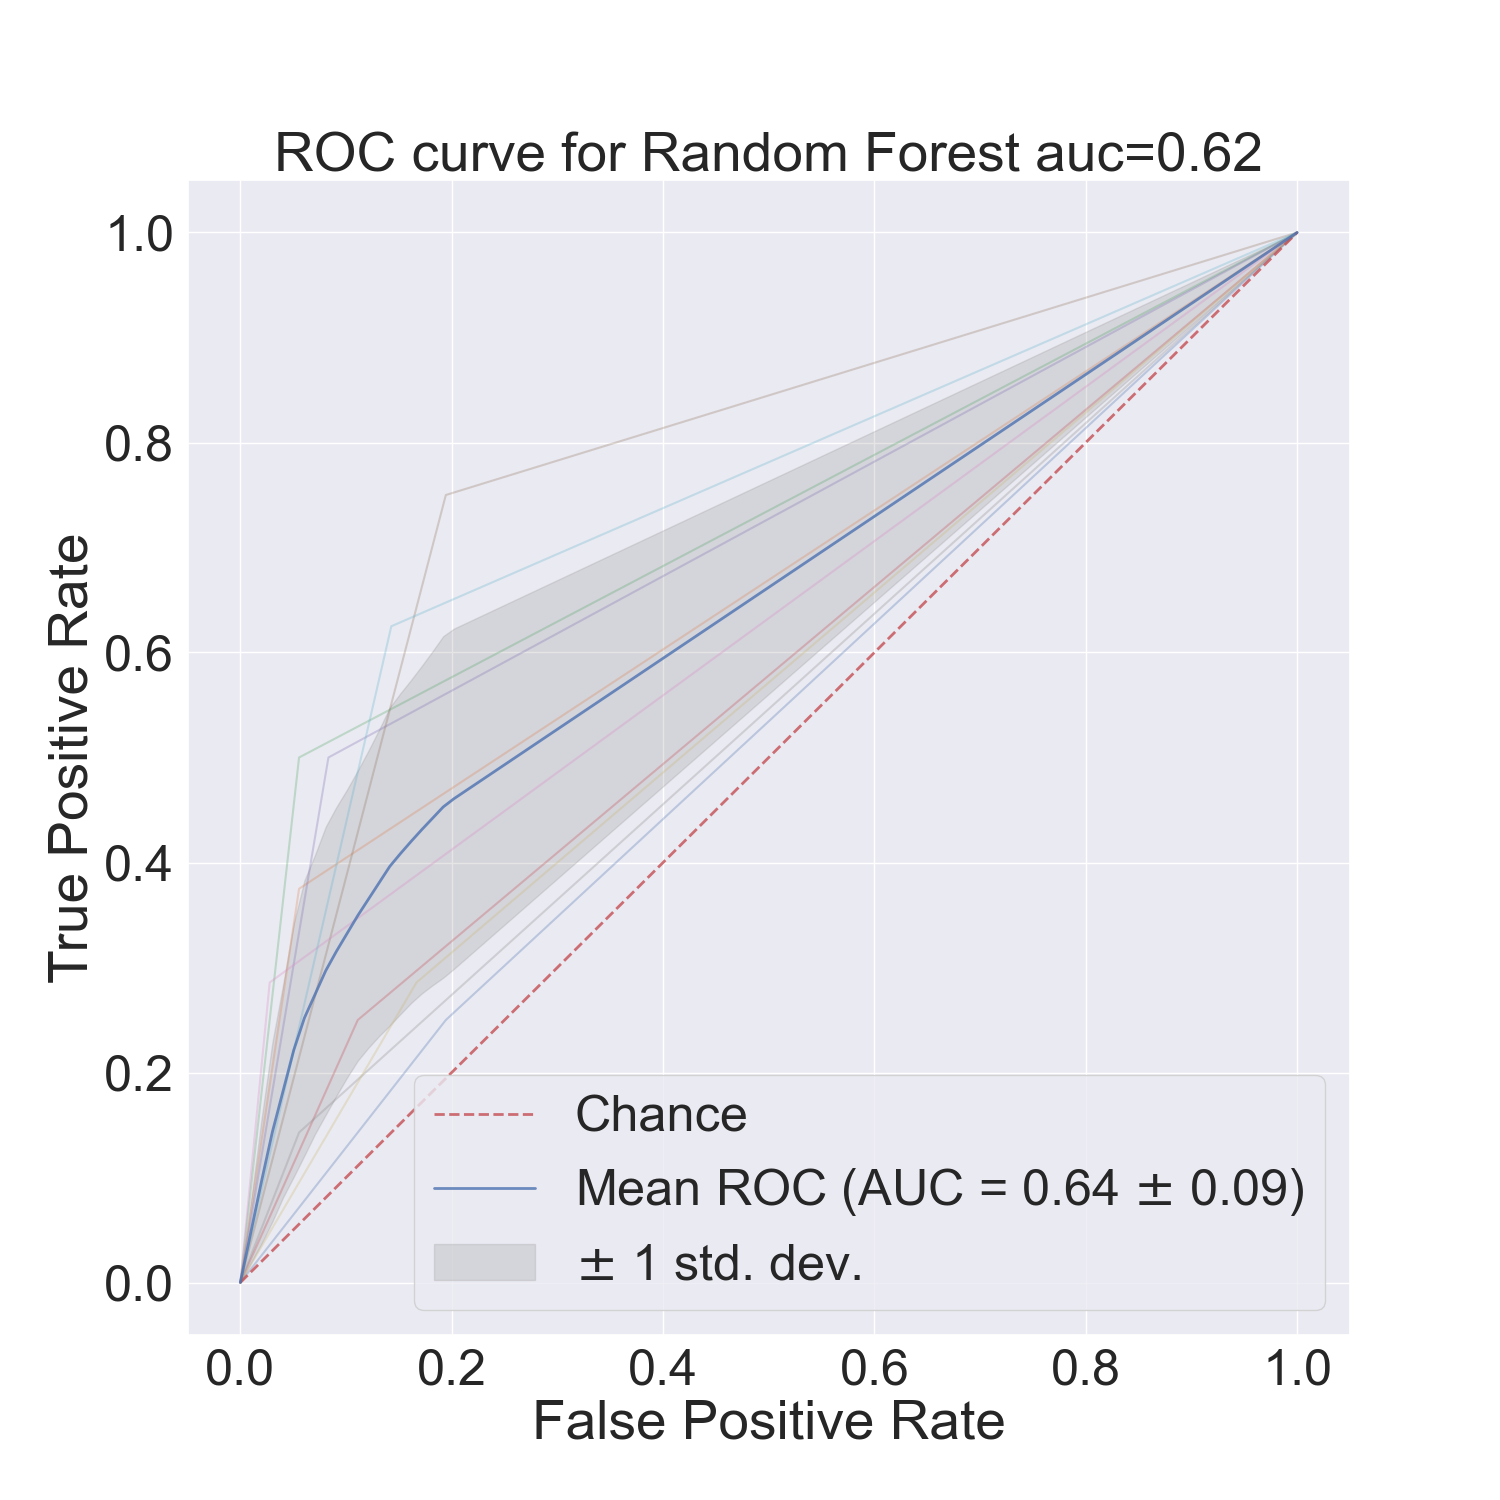 ROC curve for Random Forest auc=0.62
1.0
0.8
0.6
0.4
0.2
0.0
True Positive Rate
Chance
Mean ROC (AUC = 0.64 ± 0.09)
± 1 std. dev.
0.0 0.2 0.4 0.6 0.8 1.0
False Positive Rate